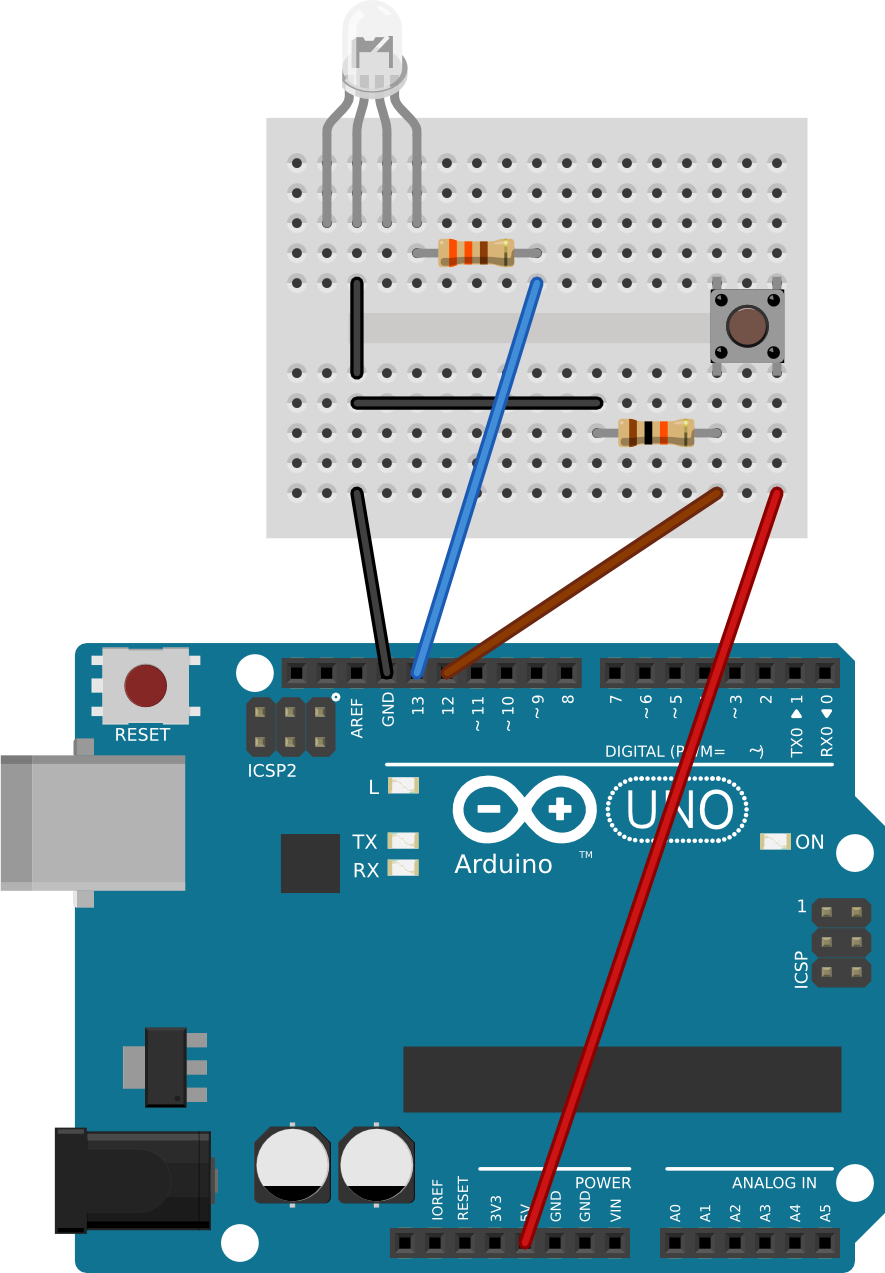 RESET
ICSP2
AREF
GND
13
12
~11
~10
~9
8
7
~6
~5
~3
2
TX0 ▶ 1
RX0 ◀ 0
DIGITAL (PWM= ~)
L
TX
RX
UNO
Arduino
TM
ON
1
ICSP
IOREF
RESET
3V3
5V
GND
GND
VIN
POWER
ANALOG IN
A0
A1
A2
A3
A4
A5